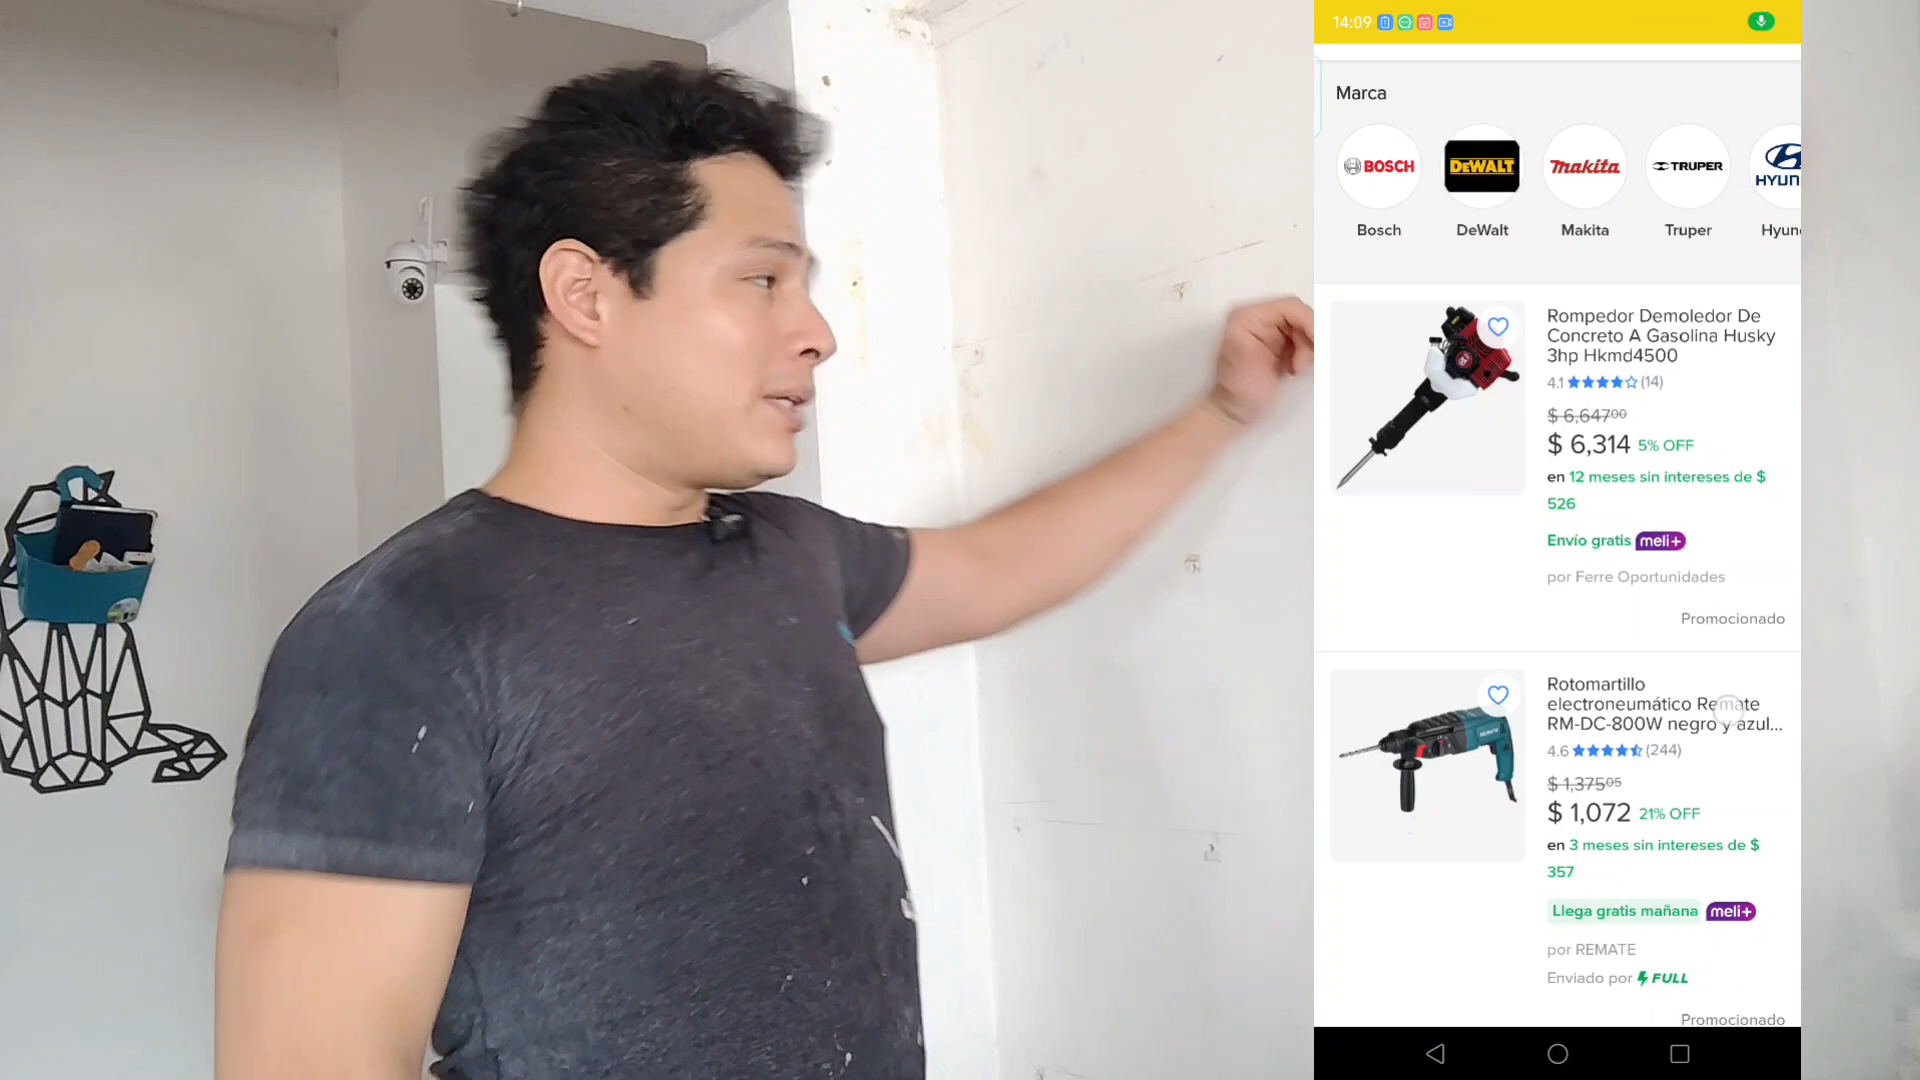 14:09
Marca
BOSCH
DEWALT
makita
TRUPER
HYUN
Bosch
DeWalt
Makita
Truper
Hyun
Rompedor Demoledor De
Concreto A Gasolina Husky
3hp Hkmd4500
4.1 (14)
$ 6,647 00
$ 6,314 5% OFF
en 12 meses sin intereses de $
526
Envío gratis meli+
por Ferre Oportunidades
Promocionado
Rotomartillo
electroneumático Remate
RM-DC-800W negro y azul...
4.6 (244)
$ 1,375 05
$ 1,072 21% OFF
en 3 meses sin intereses de $
357
Llega gratis mañana meli+
por REMATE
Enviado por FULL
Promocionado